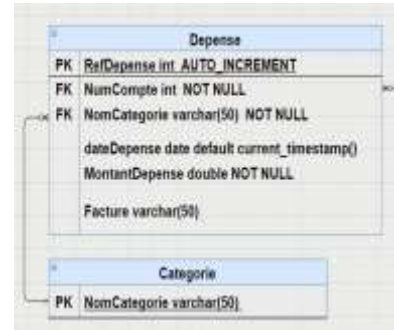 Depense
PK RefDepense int AUTO_INCREMENT
FK NumCompte int NOT NULL
FK NomCategorie varchar(50) NOT NULL
dateDepense date default current_timestamp()
MontantDepense double NOT NULL
Facture varchar(50)
Categorie
PK NomCategorie varchar(50)